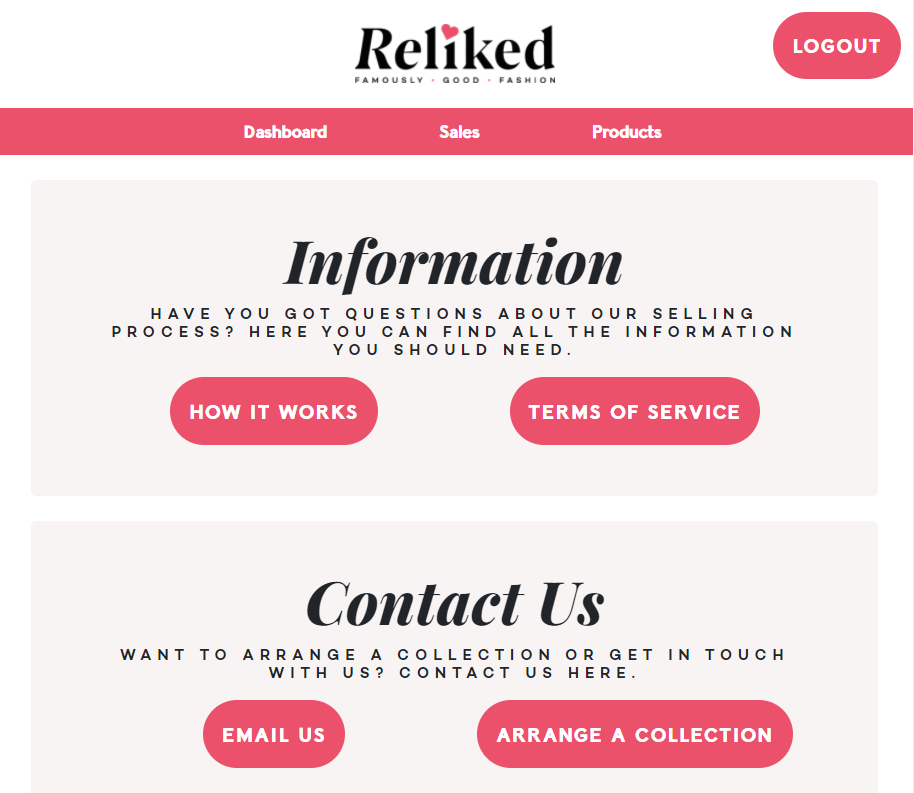 Reliked
FAMOUSLY • GOOD • FASHION
LOGOUT
Dashboard Sales Products
Information
HAVE YOU GOT QUESTIONS ABOUT OUR SELLING
PROCESS? HERE YOU CAN FIND ALL THE INFORMATION
YOU SHOULD NEED.
HOW IT WORKS TERMS OF SERVICE
Contact Us
WANT TO ARRANGE A COLLECTION OR GET IN TOUCH
WITH US? CONTACT US HERE.
EMAIL US ARRANGE A COLLECTION